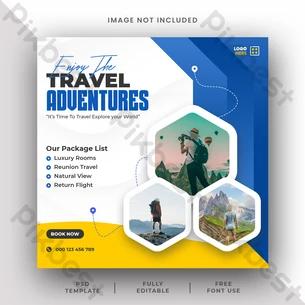 IMAGE NOT INCLUDED
LOGO
HERE
Enjoy The
TRAVEL
ADVENTURES
"It's Time To Travel Explore your World"
Our Package List
Luxury Rooms
Reunion Travel
Natural View
Return Flight
BOOK NOW
000 123 456 789
PSD
TEMPLATE
FULLY
EDITABLE
FREE
FONT USE